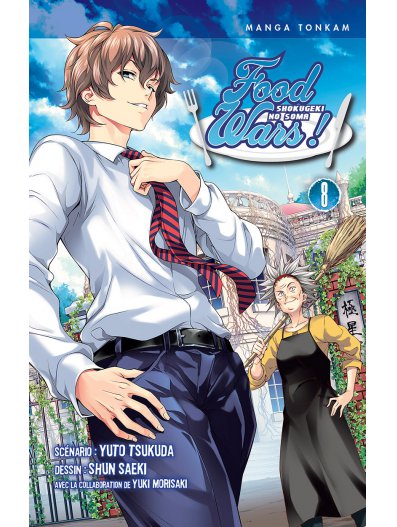 MANGA TONKAM
Food
SHOKUGEKI
NO SOMA
Wars!
8
極
星
SCÉNARIO : YUTO TSUKUDA
DESSIN : SHUN SAEKI
AVEC LA COLLABORATION DE YUKI MORISAKI